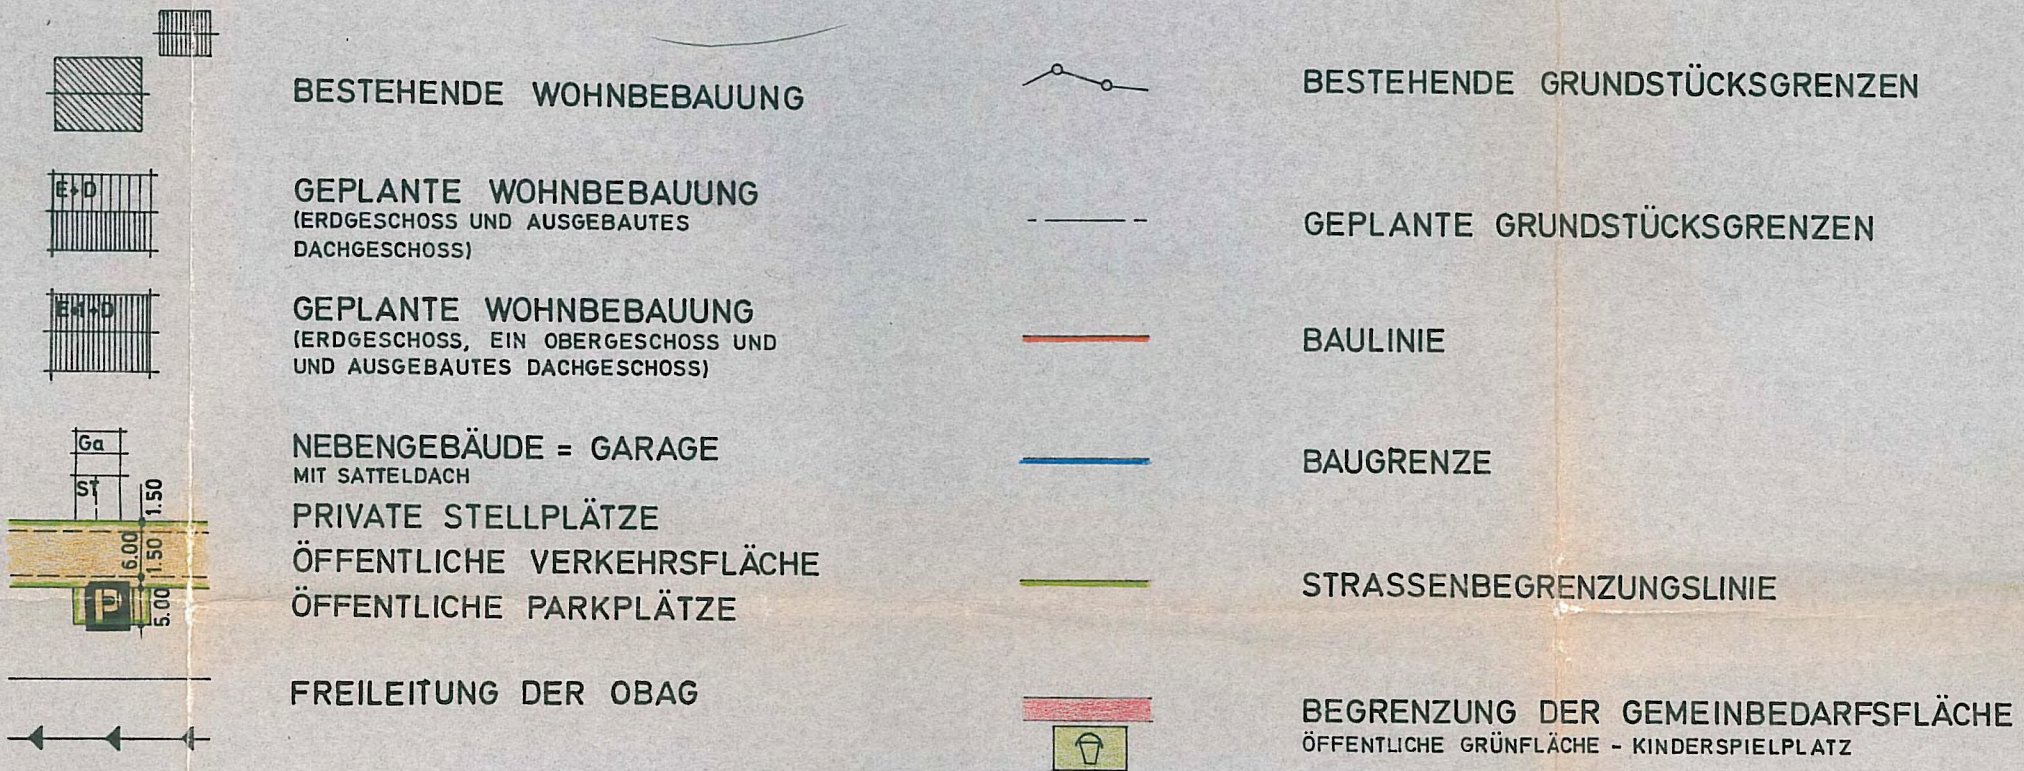 BESTEHENDE WOHNBEBAUUNG
E+D
GEPLANTE WOHNBEBAUUNG
(ERDGESCHOSS UND AUSGEBAUTES
DACHGESCHOSS)
E+1+D
GEPLANTE WOHNBEBAUUNG
(ERDGESCHOSS, EIN OBERGESCHOSS UND
UND AUSGEBAUTES DACHGESCHOSS)
Ga
NEBENGEBÄUDE = GARAGE
MIT SATTELDACH
ST
1.50
PRIVATE STELLPLÄTZE
6.00
1.50
ÖFFENTLICHE VERKEHRSFLÄCHE
P
5.00
ÖFFENTLICHE PARKPLÄTZE
FREILEITUNG DER OBAG
BESTEHENDE GRUNDSTÜCKSGRENZEN
GEPLANTE GRUNDSTÜCKSGRENZEN
BAULINIE
BAUGRENZE
STRASSENBEGRENZUNGSLINIE
BEGRENZUNG DER GEMEINBEDARFSFLÄCHE
ÖFFENTLICHE GRÜNFLÄCHE - KINDERSPIELPLATZ